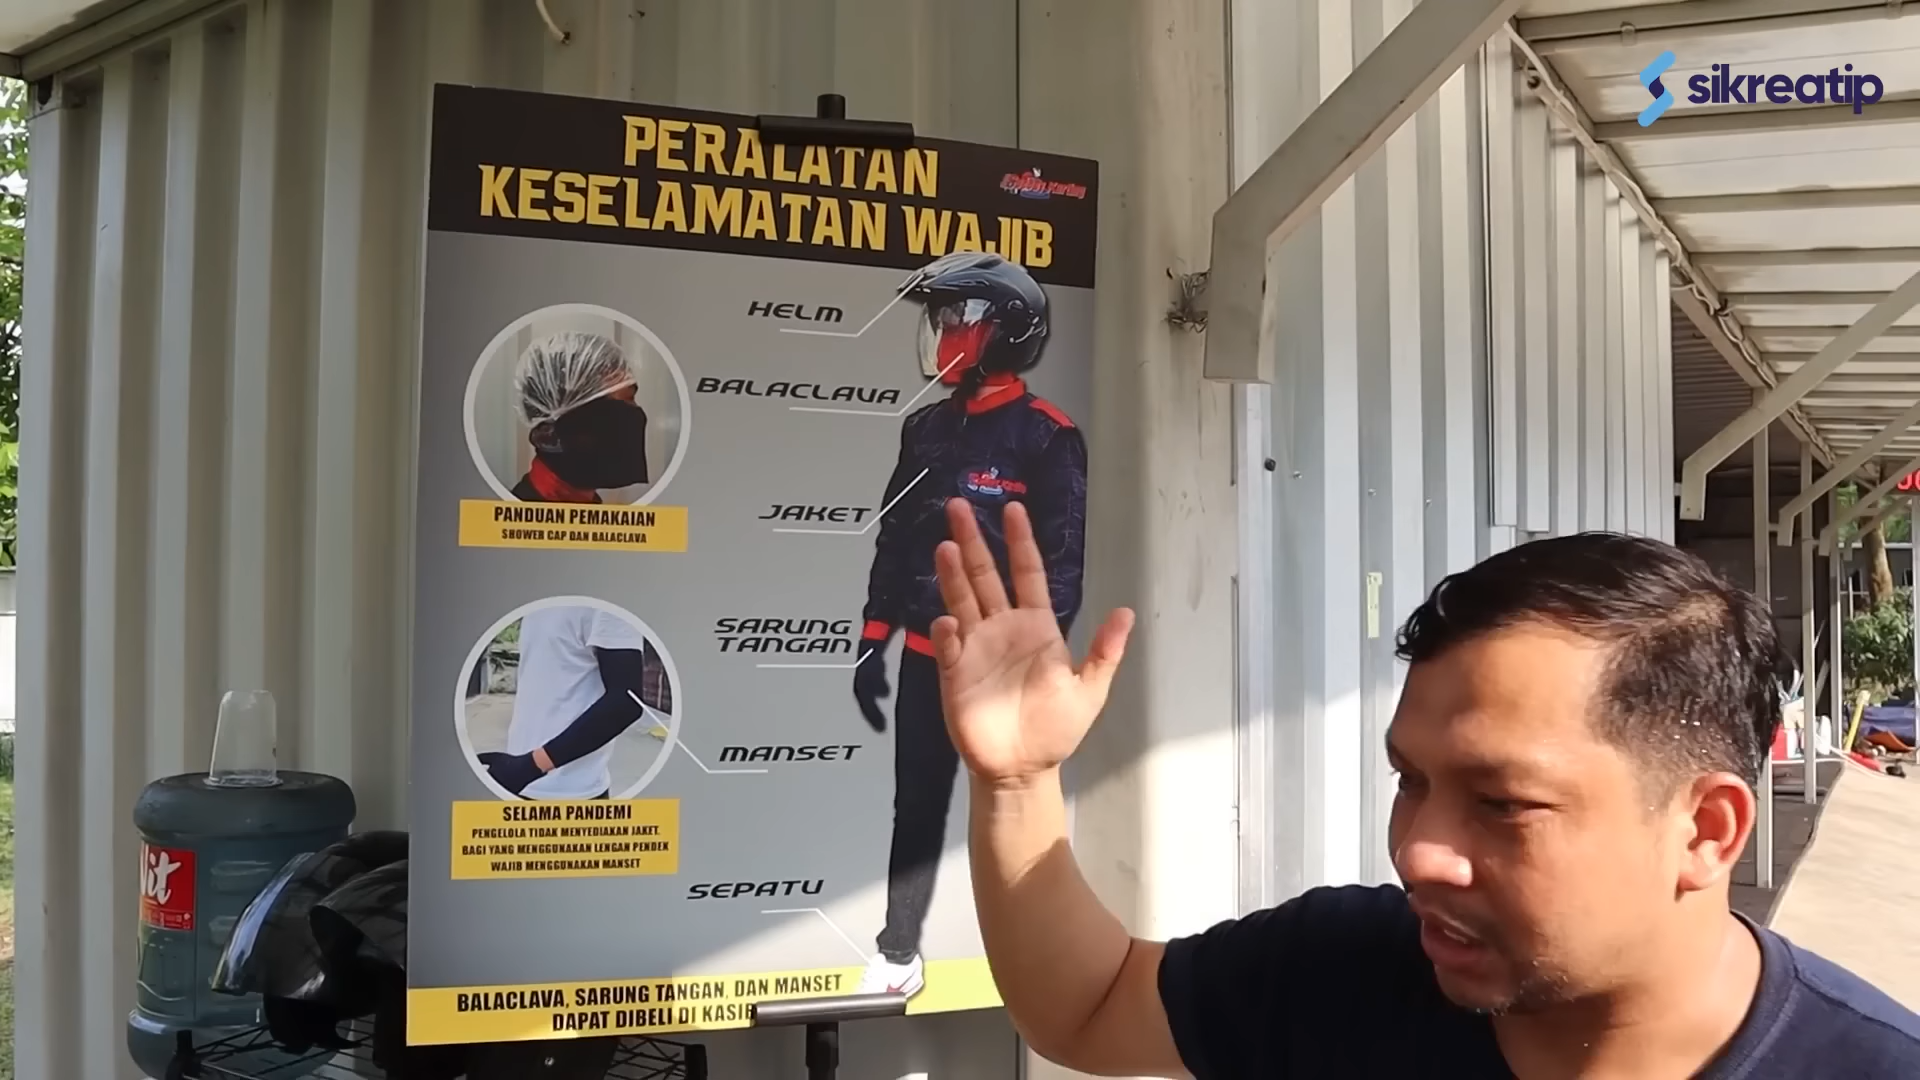 sikreatip
PERALATAN
KESELAMATAN WAJIB
Karting
HELM
BALACLAVA
PANDUAN PEMAKAIAN
SHOWER CAP DAN BALACLAVA
JAKET
SARUNG
TANGAN
MANSET
SELAMA PANDEMI
PENGELOLA TIDAK MENYEDIAKAN JAKET.
BAGI YANG MENGGUNAKAN LENGAN PENDEK
WAJIB MENGGUNAKAN MANSET
SEPATU
BALACLAVA, SARUNG TANGAN, DAN MANSET
DAPAT DIBELI DI KASIR
Vit